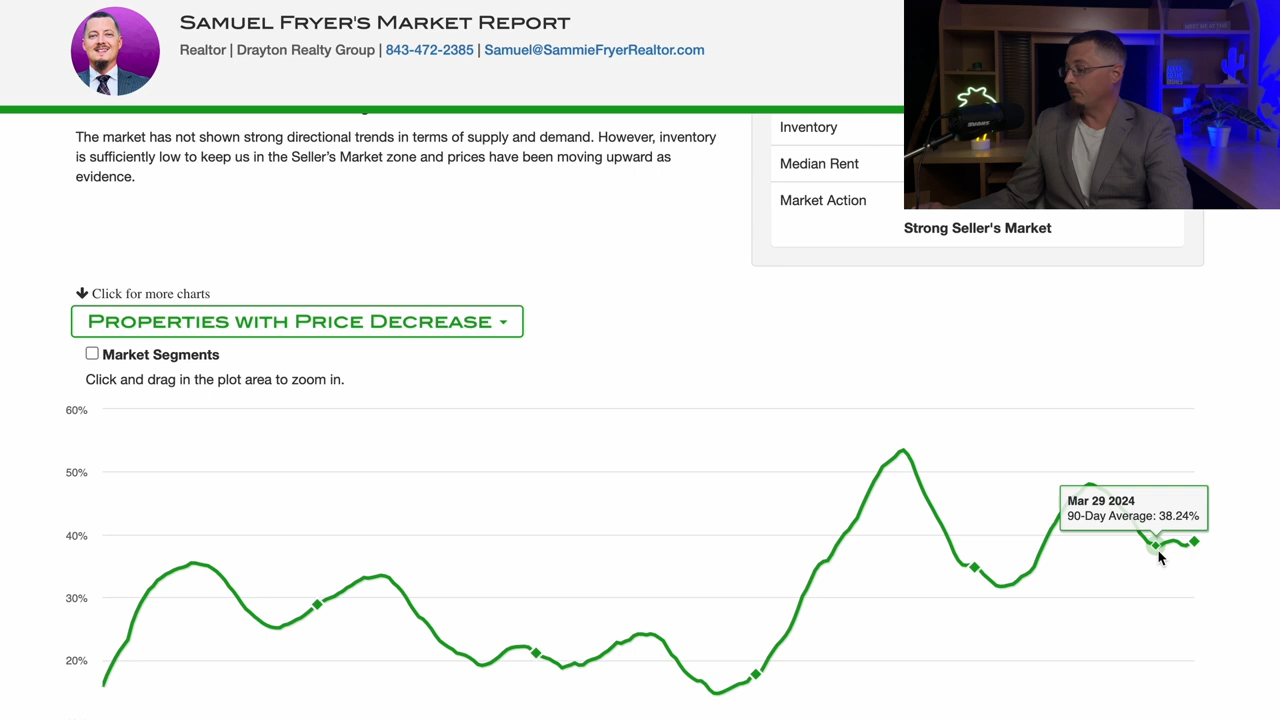 SAMUEL FRYER'S MARKET REPORT
Realtor | Drayton Realty Group | 843-472-2385 | Samuel@SammieFryerRealtor.com
The market has not shown strong directional trends in terms of supply and demand. However, inventory
is sufficiently low to keep us in the Seller's Market zone and prices have been moving upward as
evidence.
Inventory
Median Rent
Market Action
Strong Seller's Market
Click for more charts
PROPERTIES WITH PRICE DECREASE
Market Segments
Click and drag in the plot area to zoom in.
60%
50%
40%
30%
20%
Mar 29 2024
90-Day Average: 38.24%